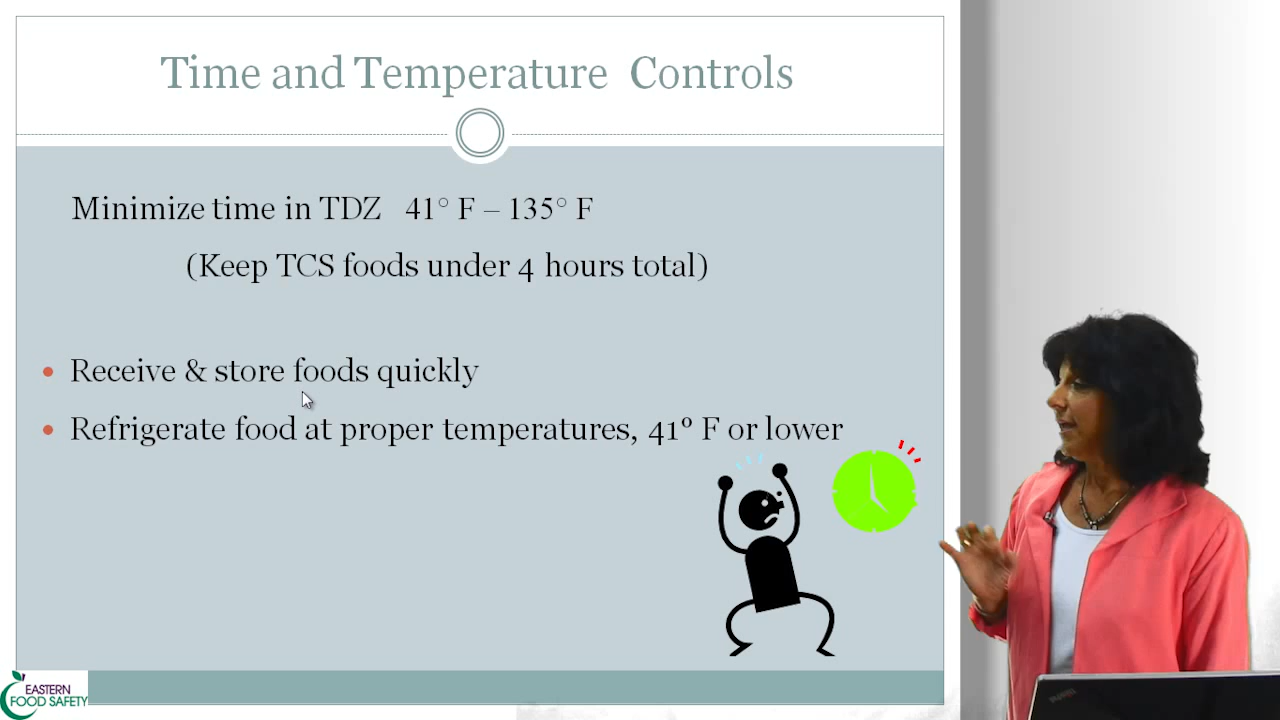 Time and Temperature Controls
Minimize time in TDZ 41° F – 135° F
(Keep TCS foods under 4 hours total)
• Receive & store foods quickly
• Refrigerate food at proper temperatures, 41° F or lower
EASTERN
FOOD SAFETY